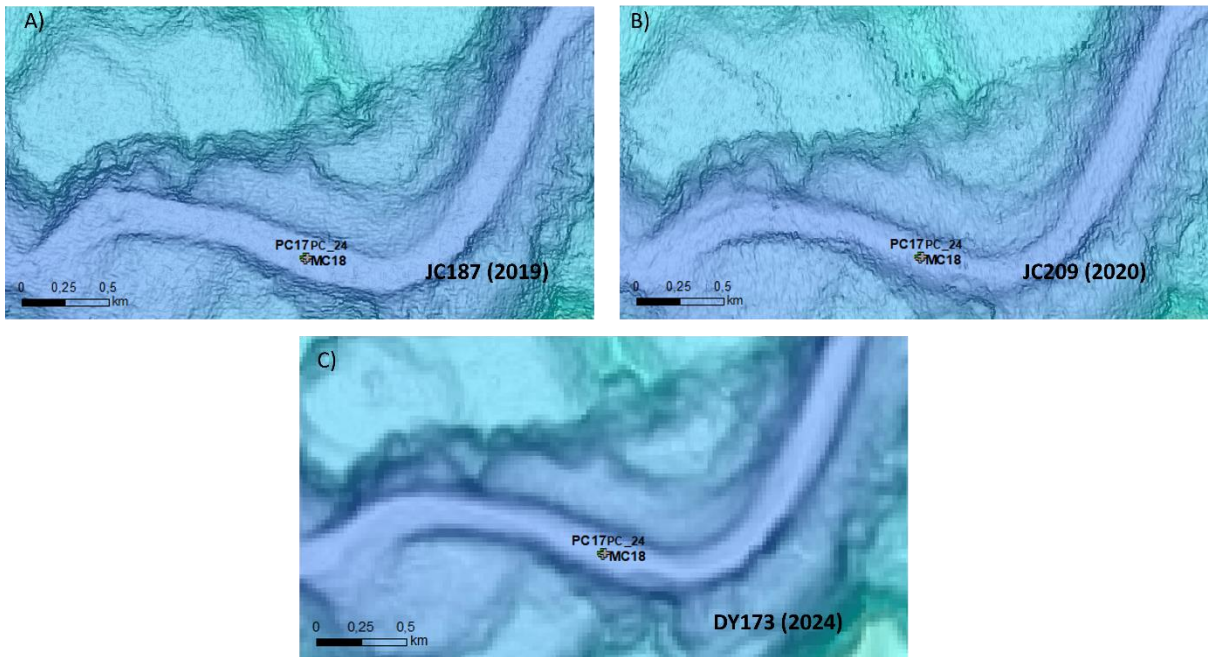 A)
PC17PC_24
MC18
JC187 (2019)
0 0,25 0,5
km
B)
PC17PC_24
MC18
JC209 (2020)
0 0,25 0,5
km
C)
PC17PC_24
MC18
DY173 (2024)
0 0,25 0,5
km